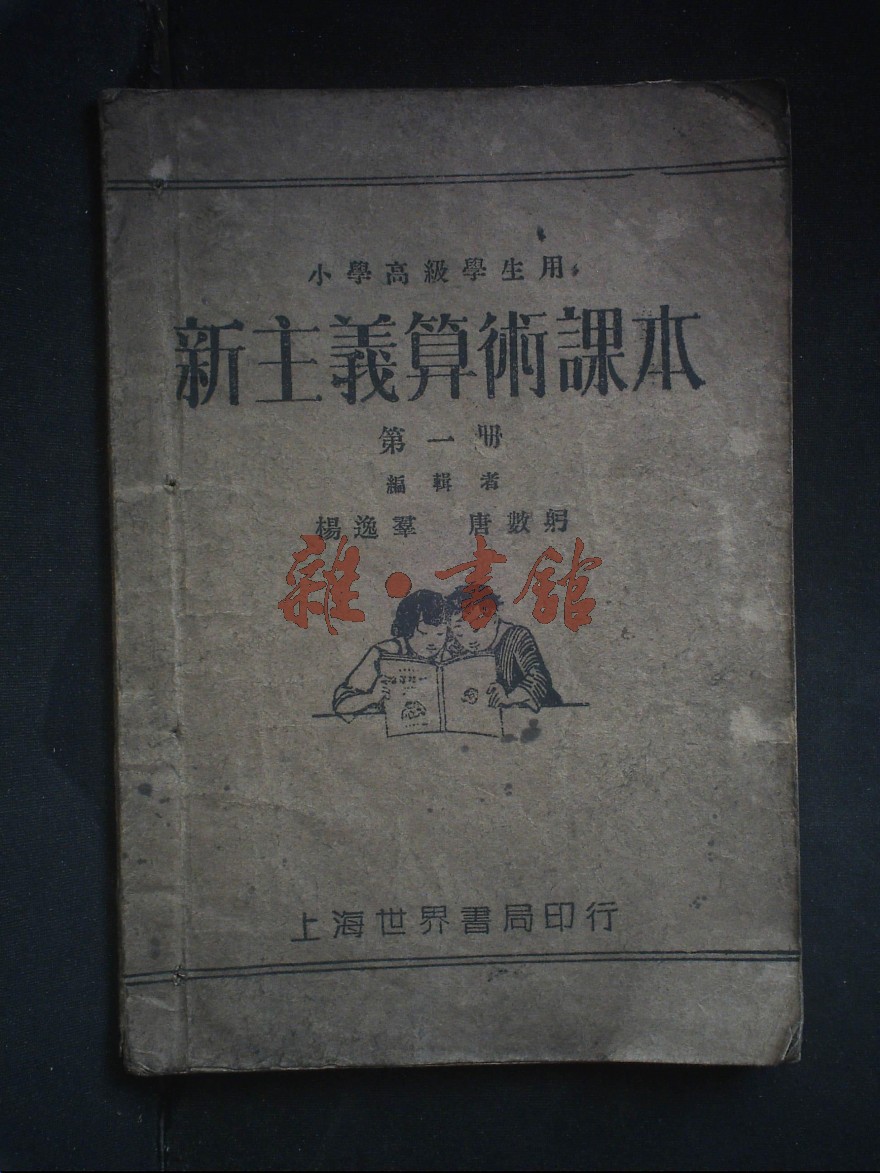 小學高級學生用
新主義算術課本
第一册
編輯者
楊逸羣 唐數躬
雜·書館
上海世界書局印行